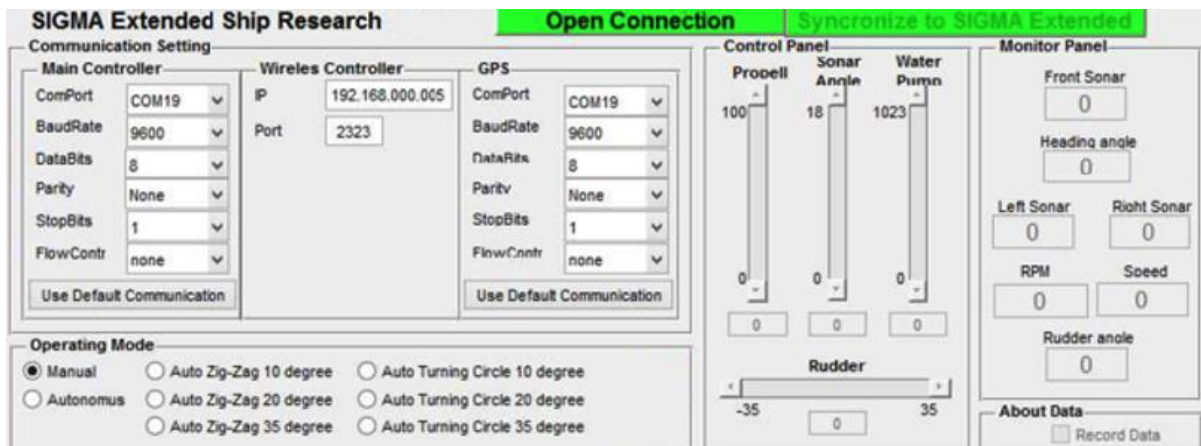 SIGMA Extended Ship Research
Open Connection
Syncronize to SIGMA Extended
Communication Setting
Main Controller
ComPort
COM19
BaudRate
9600
DataBits
8
Parity
None
StopBits
1
FlowContr
none
Use Default Communication
Wireles Controller
IP
192.168.000.005
Port
2323
GPS
ComPort
COM19
BaudRate
9600
DataBits
8
Parity
None
StopBits
1
FlowContr
none
Use Default Communication
Operating Mode
Manual
Auto Zig-Zag 10 degree
Auto Turning Circle 10 degree
Autonomus
Auto Zig-Zag 20 degree
Auto Turning Circle 20 degree
Auto Zig-Zag 35 degree
Auto Turning Circle 35 degree
Control Panel
Propell
100
0
0
Sonar
Angle
18
0
0
Water
Pump
1023
0
0
Rudder
-35
35
0
Monitor Panel
Front Sonar
0
Heading angle
0
Left Sonar
0
Right Sonar
0
RPM
0
Speed
0
Rudder angle
0
About Data
Record Data